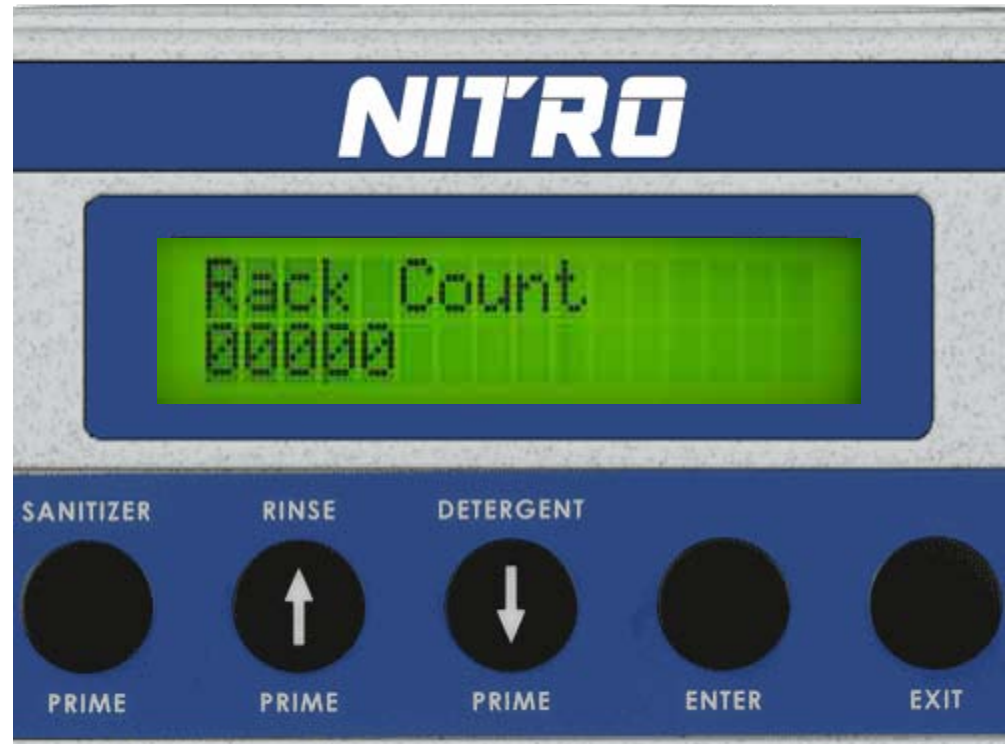 NITRO
Rack Count
00000
SANITIZER RINSE DETERGENT
PRIME PRIME PRIME ENTER EXIT